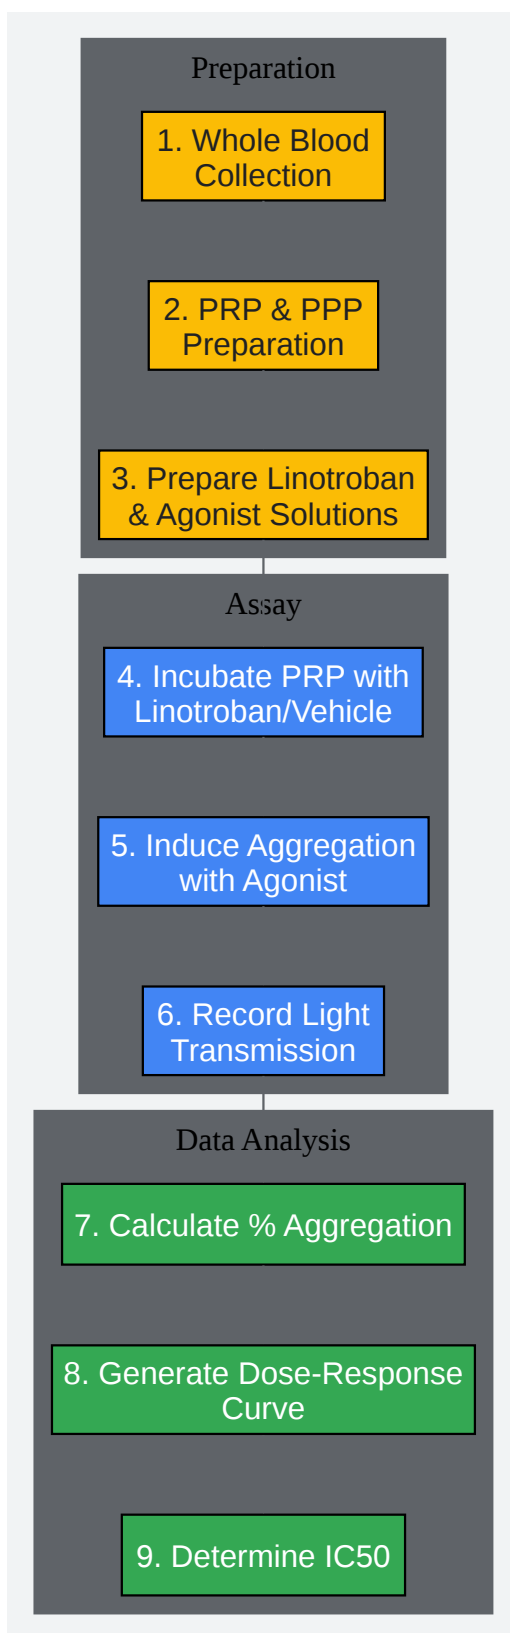 Preparation
1. Whole Blood
Collection
2. PRP & PPP
Preparation
3. Prepare Linotroban
& Agonist Solutions
Assay
4. Incubate PRP with
Linotroban/Vehicle
5. Induce Aggregation
with Agonist
6. Record Light
Transmission
Data Analysis
7. Calculate % Aggregation
8. Generate Dose-Response
Curve
9. Determine IC50